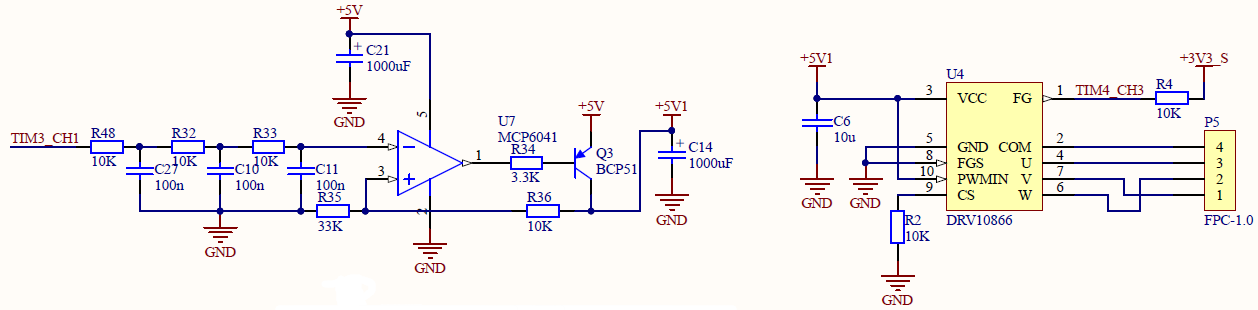 +5V
C21
1000uF
GND
TIM3_CH1
R48
10K
R32
10K
R33
10K
C27
100n
C10
100n
C11
100n
GND
R35
33K
4
3
5
2
1
U7
MCP6041
R34
3.3K
GND
R36
10K
+5V
Q3
BCP51
+5V1
C14
1000uF
GND
+5V1
C6
10u
GND
GND
U4
3 VCC FG 1
5 GND COM 2
8 FGS U 4
10 PWMIN V 7
9 CS W 6
DRV10866
R2
10K
GND
TIM4_CH3
+3V3_S
R4
10K
P5
4
3
2
1
FPC-1.0